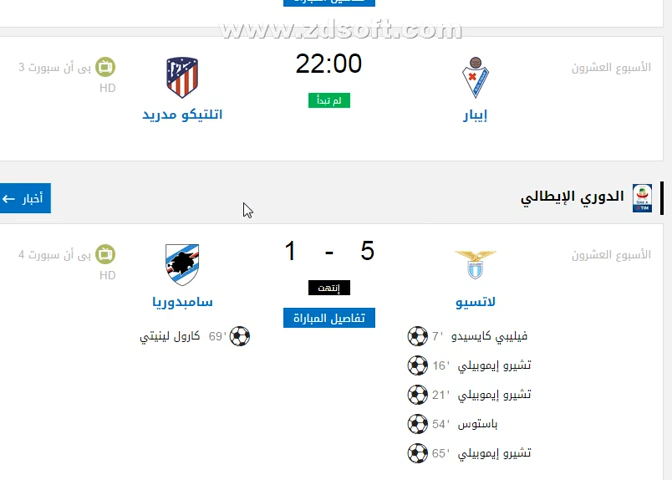 www.zdsoft.com
الأسبوع العشرون
22:00
بى أن سبورت 3
HD
لم تبدأ
إيبار
اتلتيكو مدريد
الدوري الإيطالي
أخبار
الأسبوع العشرون
5 - 1
بى أن سبورت 4
HD
إنتهت
لاتسيو
سامبدوريا
تفاصيل المباراة
فيليبي كايسيدو 7'
69' كارول لينيتي
تشيرو إيموبيلي 16'
تشيرو إيموبيلي 21'
باستوس 54'
تشيرو إيموبيلي 65'